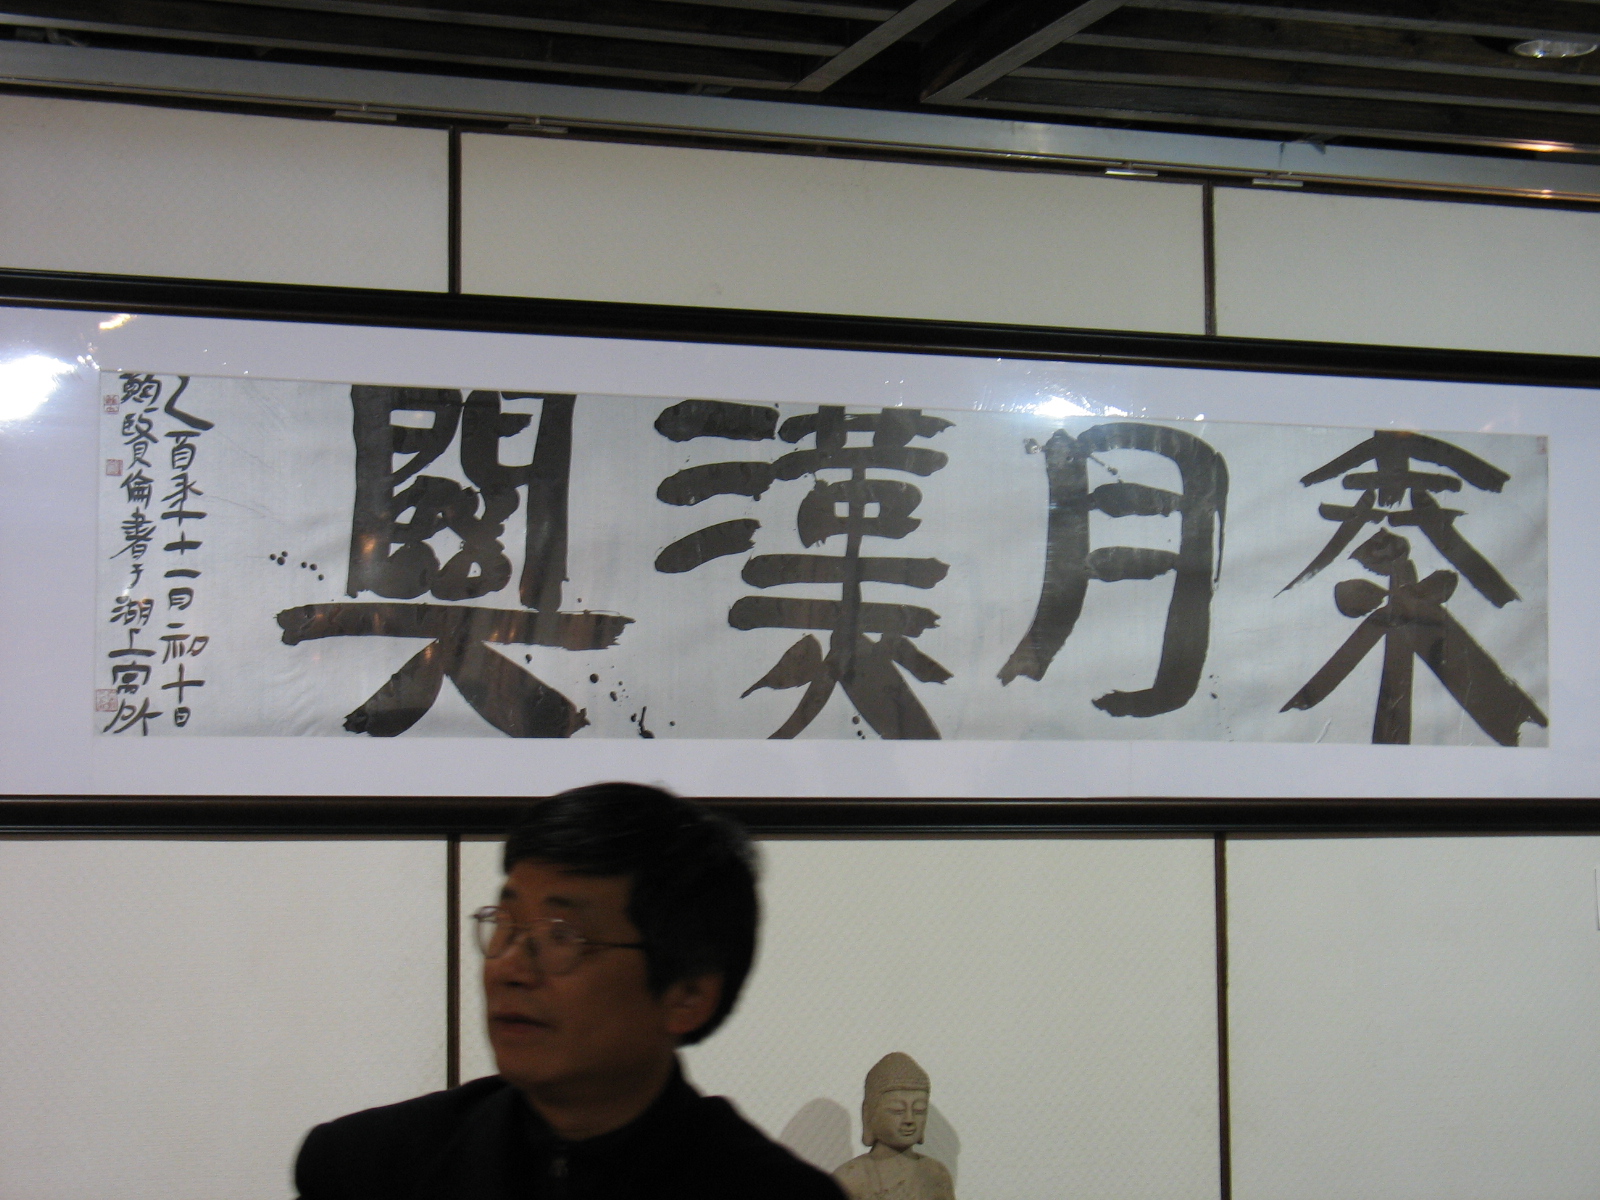 秦月漢關
乙酉年十一月初十日
鮑賢倫書于湖上寓所